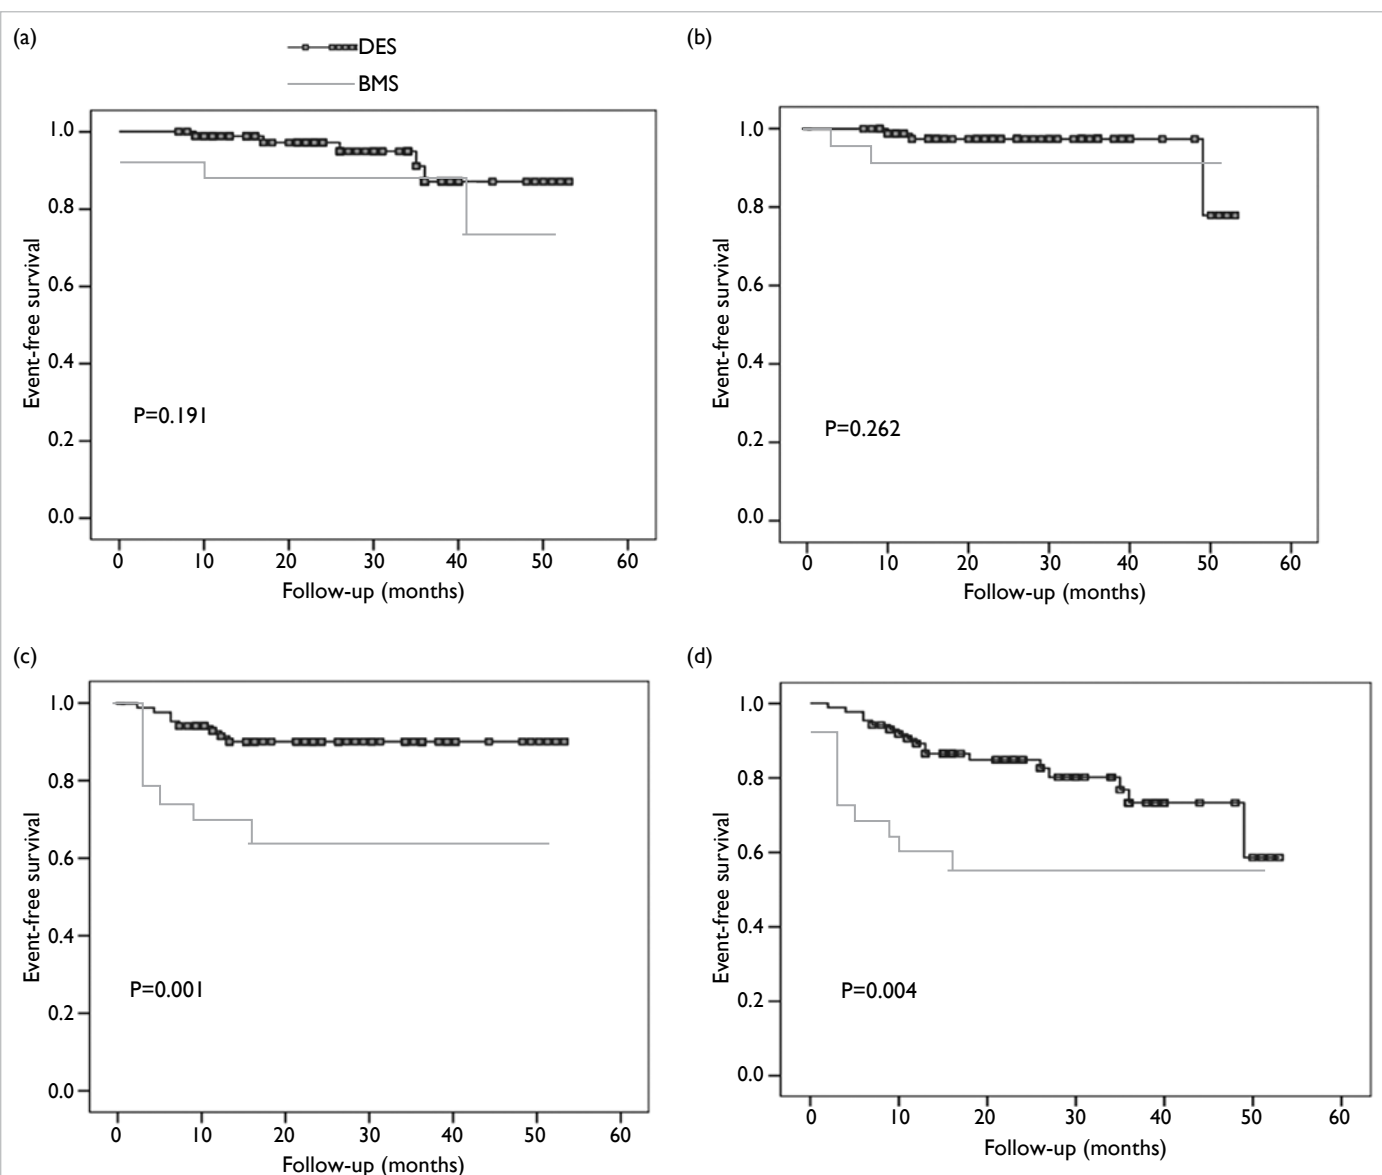 (a)
DES
BMS
1.0
0.8
0.6
0.4
0.2
0.0
Event-free survival
P=0.191
0 10 20 30 40 50 60
Follow-up (months)
(b)
1.0
0.8
0.6
0.4
0.2
0.0
Event-free survival
P=0.262
0 10 20 30 40 50 60
Follow-up (months)
(c)
1.0
0.8
0.6
0.4
0.2
0.0
Event-free survival
P=0.001
0 10 20 30 40 50 60
Follow-up (months)
(d)
1.0
0.8
0.6
0.4
0.2
0.0
Event-free survival
P=0.004
0 10 20 30 40 50 60
Follow-up (months)